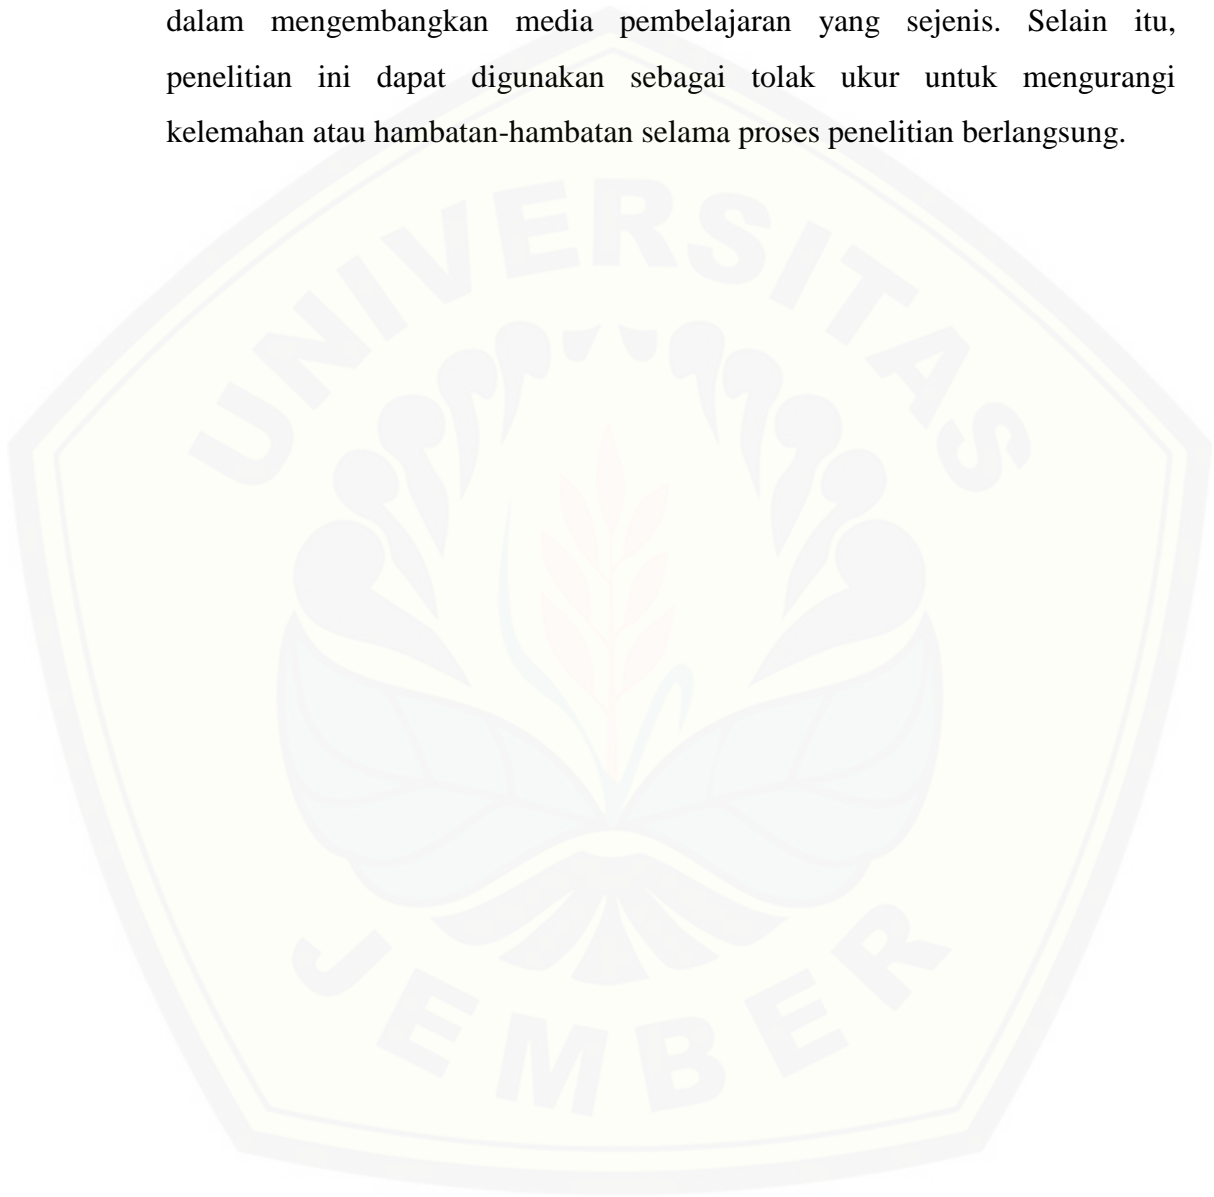 dalam mengembangkan media pembelajaran yang sejenis. Selain itu,
penelitian ini dapat digunakan sebagai tolak ukur untuk mengurangi
kelemahan atau hambatan-hambatan selama proses penelitian berlangsung.
UNIVERSITAS
JEMBER